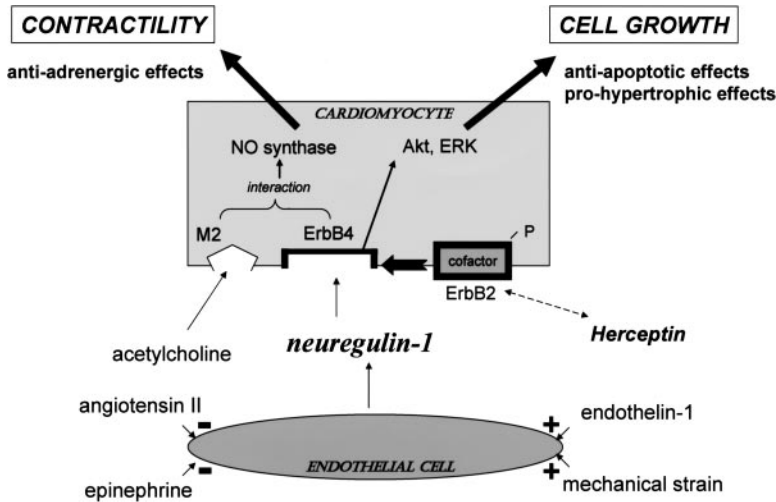 CONTRACTILITY
CELL GROWTH
anti-adrenergic effects
anti-apoptotic effects
pro-hypertrophic effects
CARDIOMYOCYTE
NO synthase
Akt, ERK
interaction
M2
ErbB4
P
cofactor
ErbB2
Herceptin
acetylcholine
neuregulin-1
angiotensin II
-
+
endothelin-1
ENDOTHELIAL CELL
epinephrine
-
+
mechanical strain